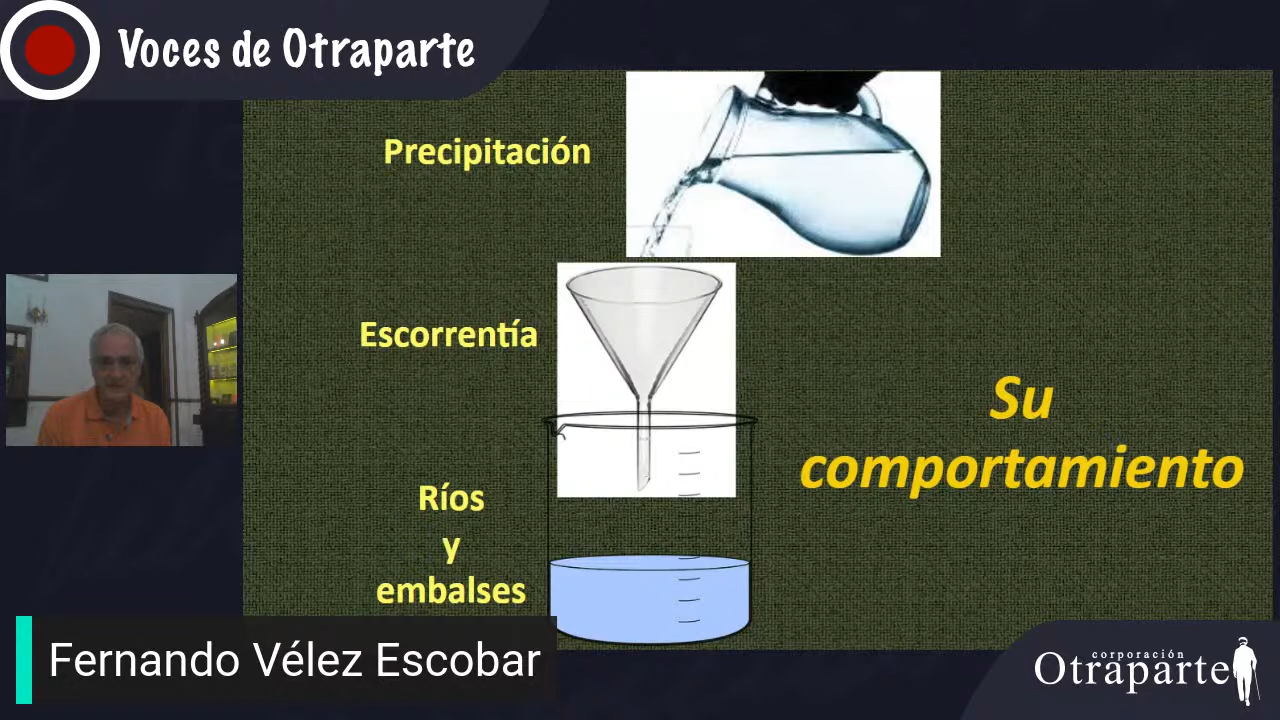 Voces de Otraparte
Precipitación
Escorrentía
Su
comportamiento
Ríos
y
embalses
Fernando Vélez Escobar
corporación
Otraparte